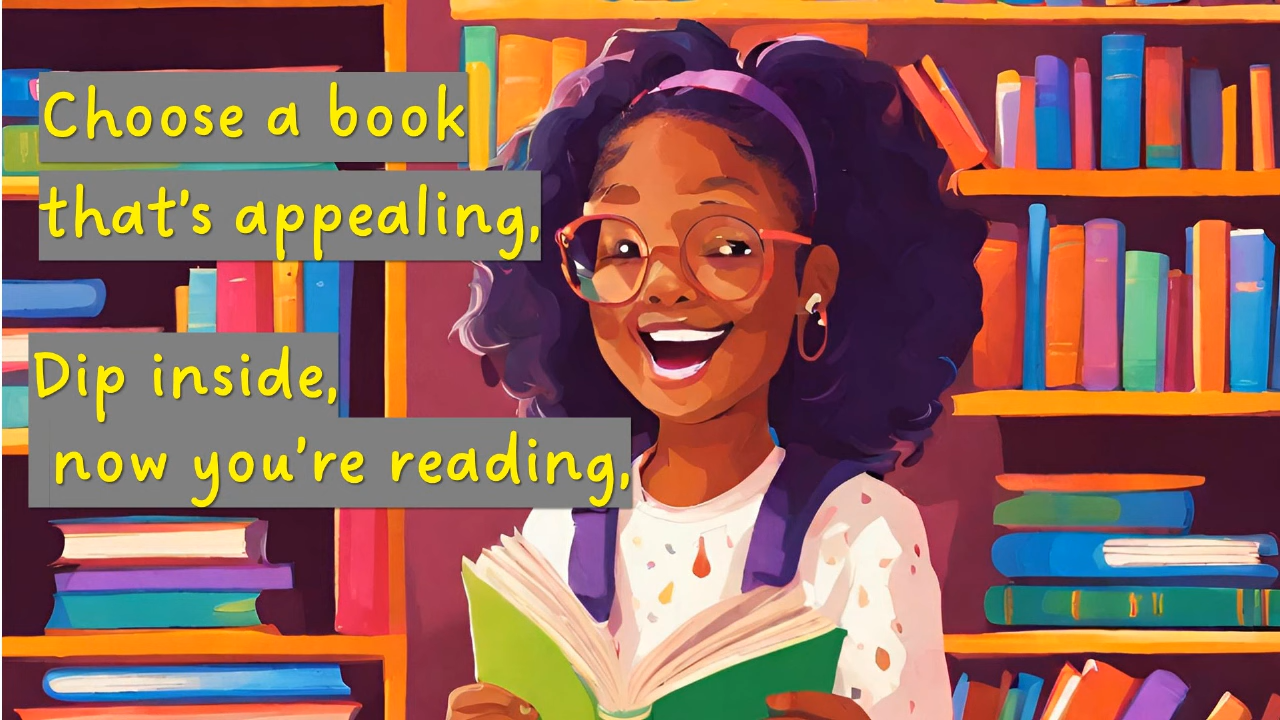 Choose a book
that's appealing,
Dip inside,
now you're reading,